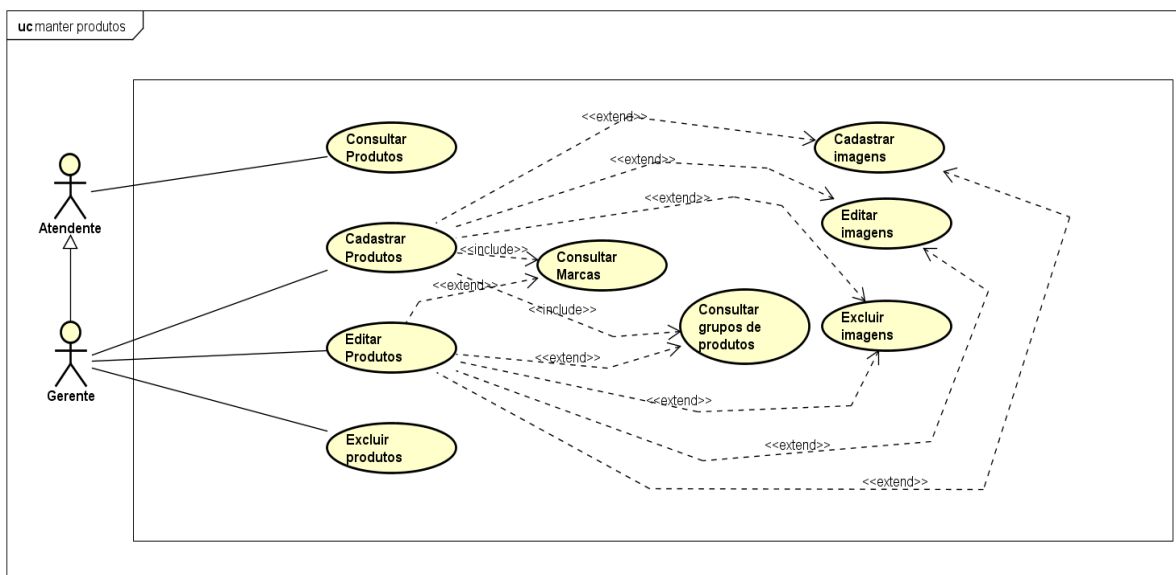 uc manter produtos
<<extend>>
Cadastrar
imagens
Consultar
Produtos
<<extend>>
<<extend>>
Editar
imagens
Atendente
Cadastrar
Produtos
<<include>>
Consultar
Marcas
<<extend>>
<<include>>
Consultar
grupos de
produtos
Excluir
imagens
Editar
Produtos
<<extend>>
Gerente
<<extend>>
Excluir
produtos
<<extend>>
<<extend>>